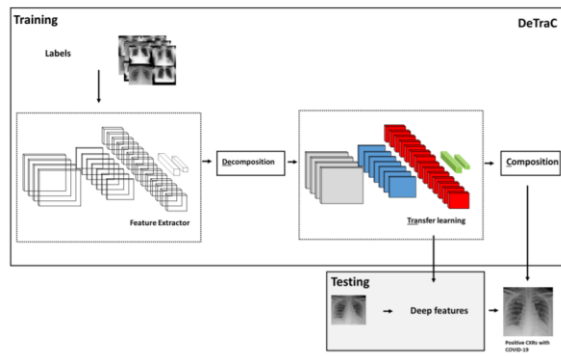 Training
DeTraC
Labels
Feature Extractor
Decomposition
Transfer learning
Composition
Testing
Deep features
Positive CXRs with
COVID-19